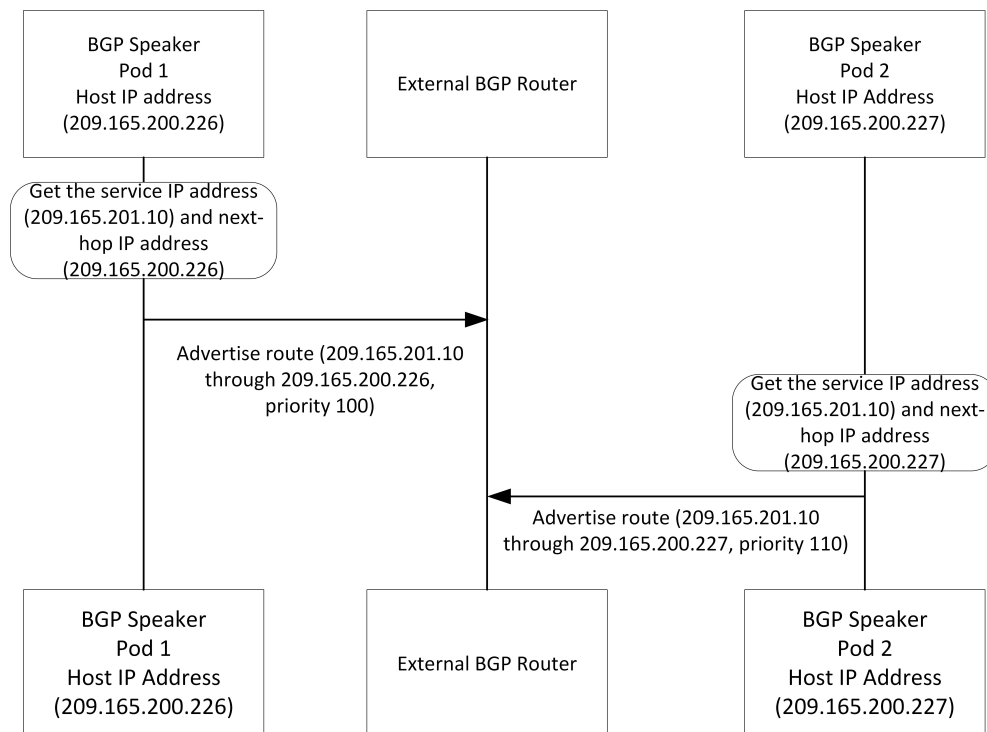 BGP Speaker
Pod 1
Host IP address
(209.165.200.226)
External BGP Router
BGP Speaker
Pod 2
Host IP Address
(209.165.200.227)
Get the service IP address
(209.165.201.10) and next-
hop IP address
(209.165.200.226)
Advertise route (209.165.201.10
through 209.165.200.226,
priority 100)
Get the service IP address
(209.165.201.10) and next-
hop IP address
(209.165.200.227)
Advertise route (209.165.201.10
through 209.165.200.227, priority 110)
BGP Speaker
Pod 1
Host IP Address
(209.165.200.226)
External BGP Router
BGP Speaker
Pod 2
Host IP Address
(209.165.200.227)